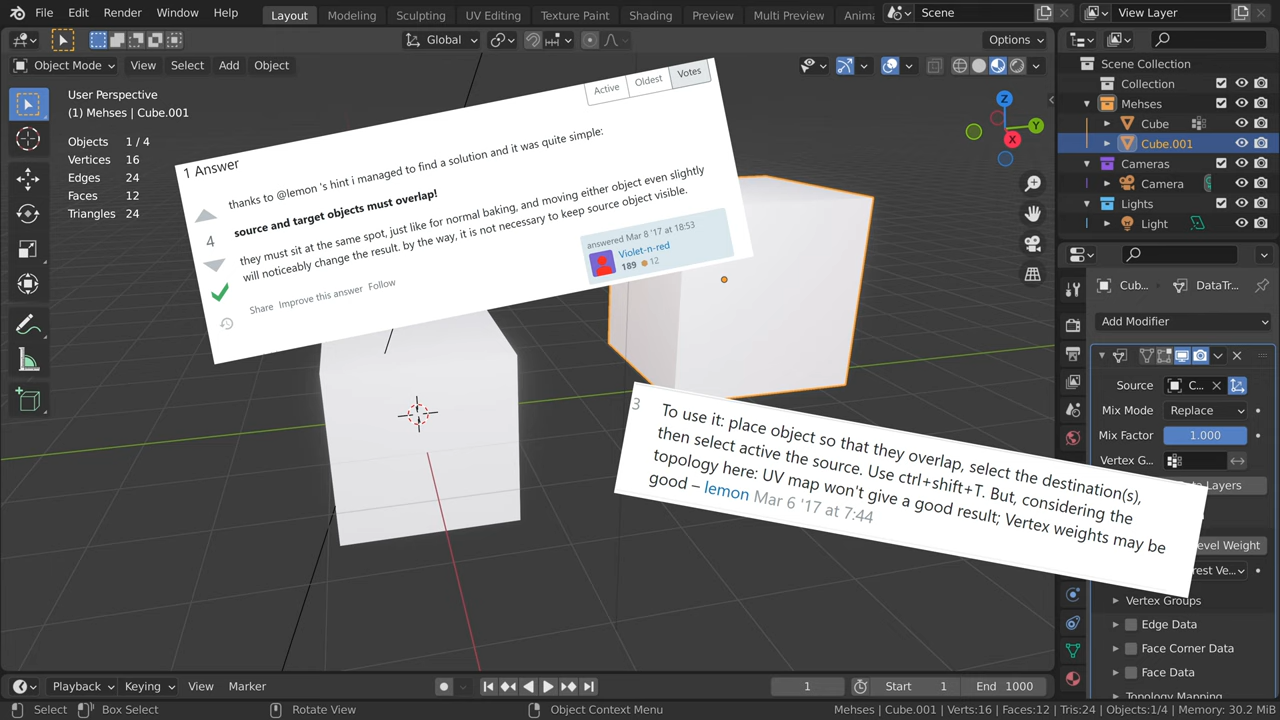 File Edit Render Window Help Layout Modeling Sculpting UV Editing Texture Paint Shading Preview Multi Preview Anima Scene View Layer
Global Options
Object Mode View Select Add Object
User Perspective
(1) Mehses | Cube.001
Objects 1 / 4
Vertices 16
Edges 24
Faces 12
Triangles 24
Active Oldest Votes
1 Answer
thanks to @lemon 's hint i managed to find a solution and it was quite simple:
4
source and target objects must overlap!
they must sit at the same spot, just like for normal baking, and moving either object even slightly
will noticeably change the result. by the way, it is not necessary to keep source object visible.
Share Improve this answer Follow
answered Mar 8 '17 at 18:53
Violet-n-red
189 12
3
To use it: place object so that they overlap, select the destination(s),
then select active the source. Use ctrl+shift+T. But, considering the
topology here: UV map won't give a good result; Vertex weights may be
good – lemon Mar 6 '17 at 7:44
Z
Y
X
Scene Collection
Collection
Mehses
Cube
Cube.001
Cameras
Camera
Lights
Light
Cub... DataTr...
Add Modifier
Source C...
Mix Mode Replace
Mix Factor 1.000
Vertex G...
Layers
evel Weight
rest Ve...
Vertex Groups
Edge Data
Face Corner Data
Face Data
Topology Mapping
Playback Keying View Marker 1 Start 1 End 1000
Select Box Select Rotate View Object Context Menu Mehses | Cube.001 | Verts:16 | Faces:12 | Tris:24 | Objects:1/4 | Memory: 30.2 MiB